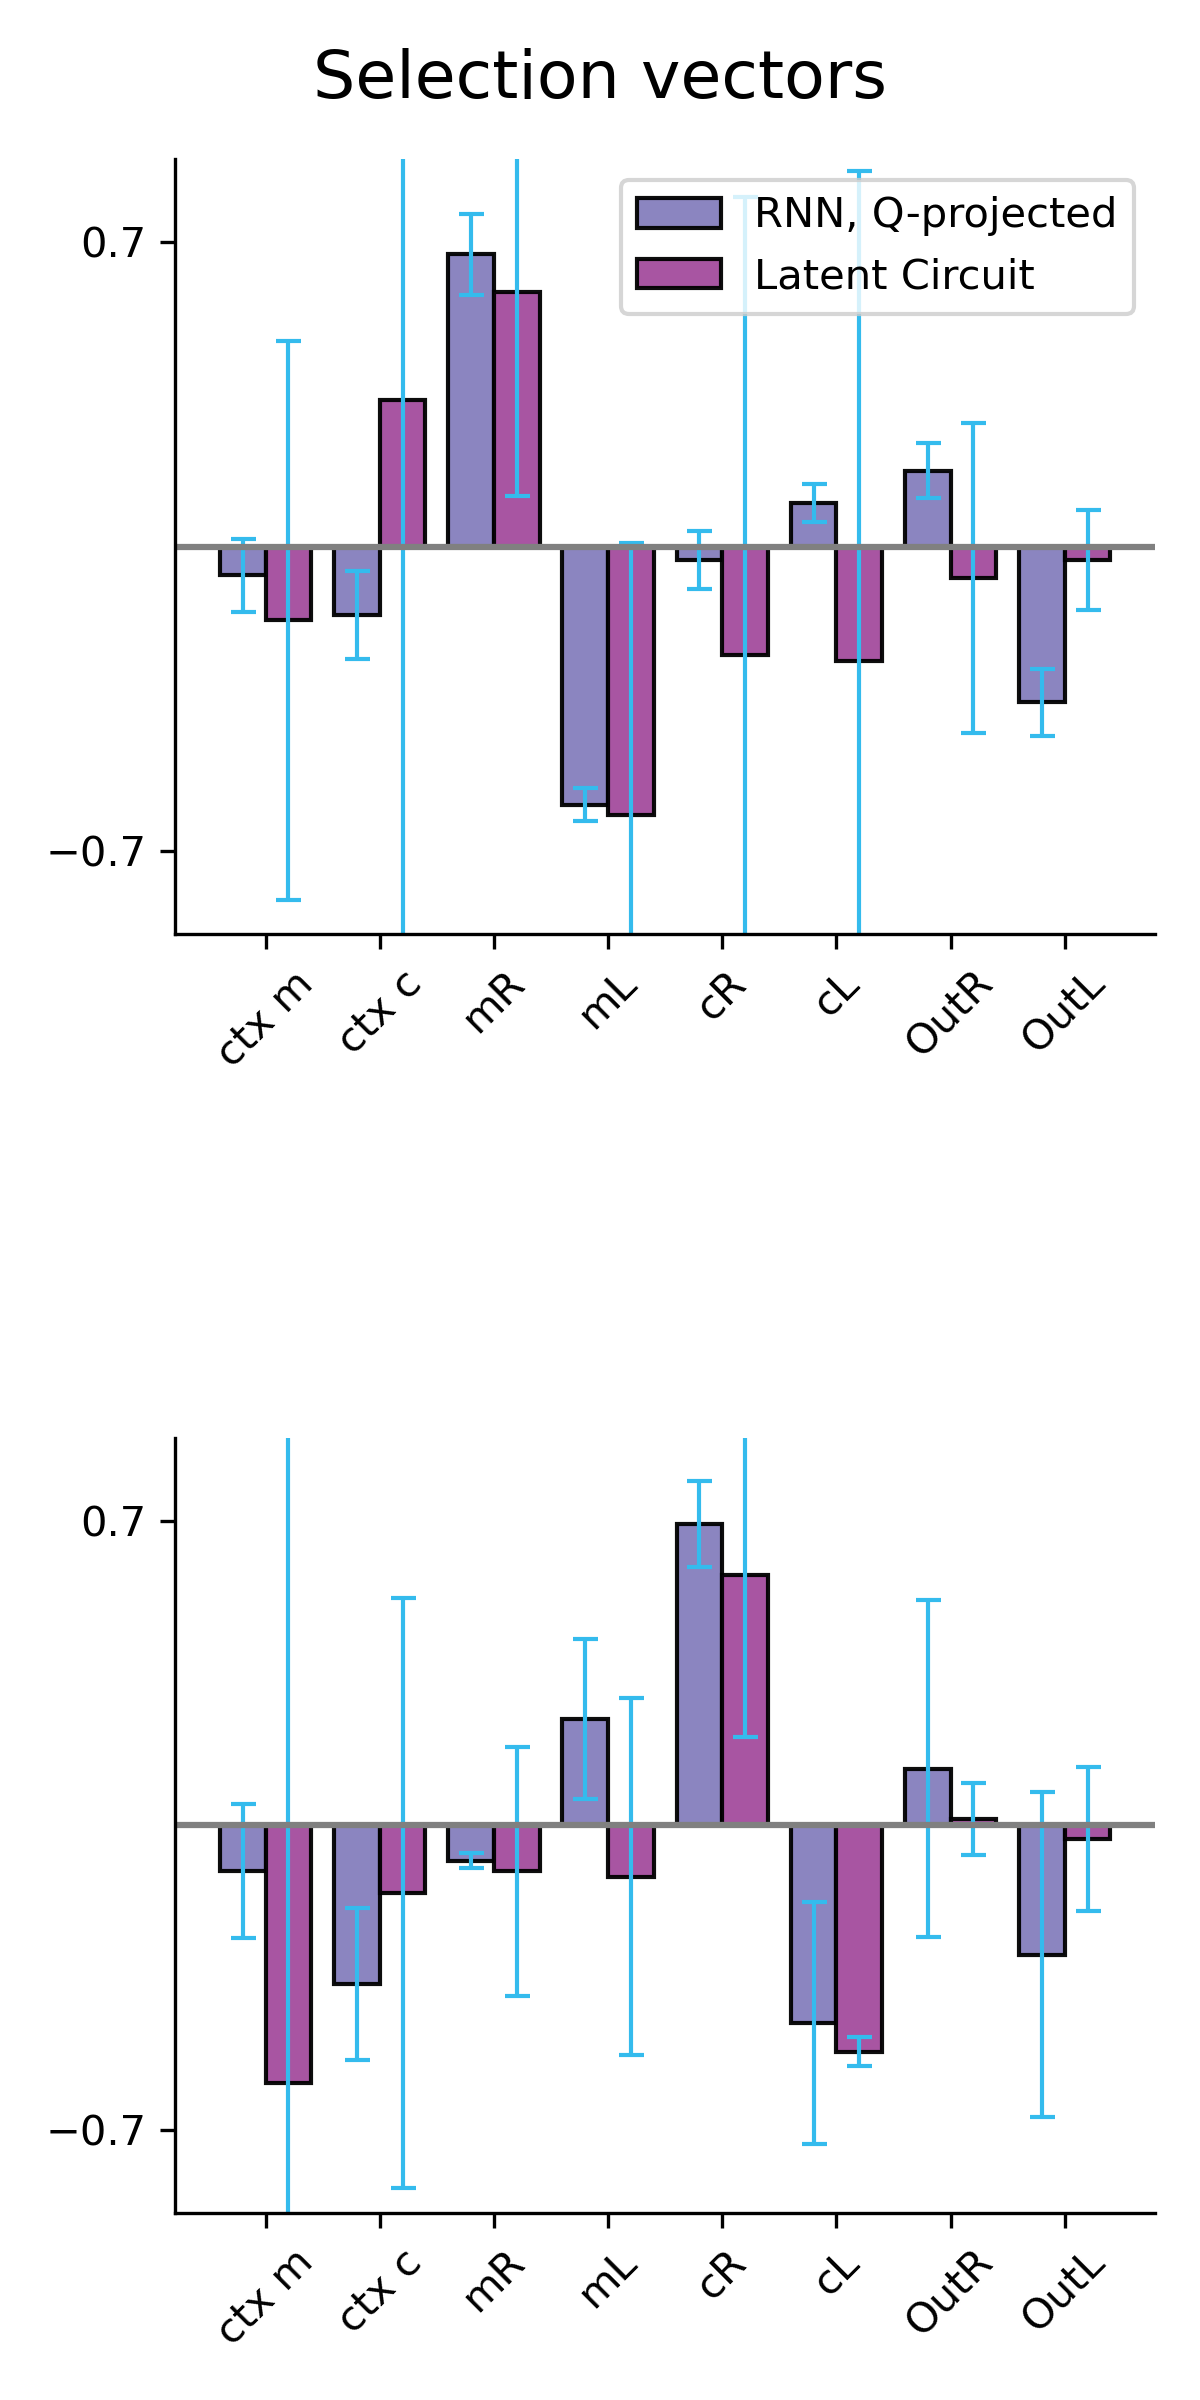 Selection vectors
0.7
−0.7
RNN, Q-projected
Latent Circuit
ctx m
ctx c
mR
mL
cR
cL
OutR
OutL
0.7
−0.7
ctx m
ctx c
mR
mL
cR
cL
OutR
OutL